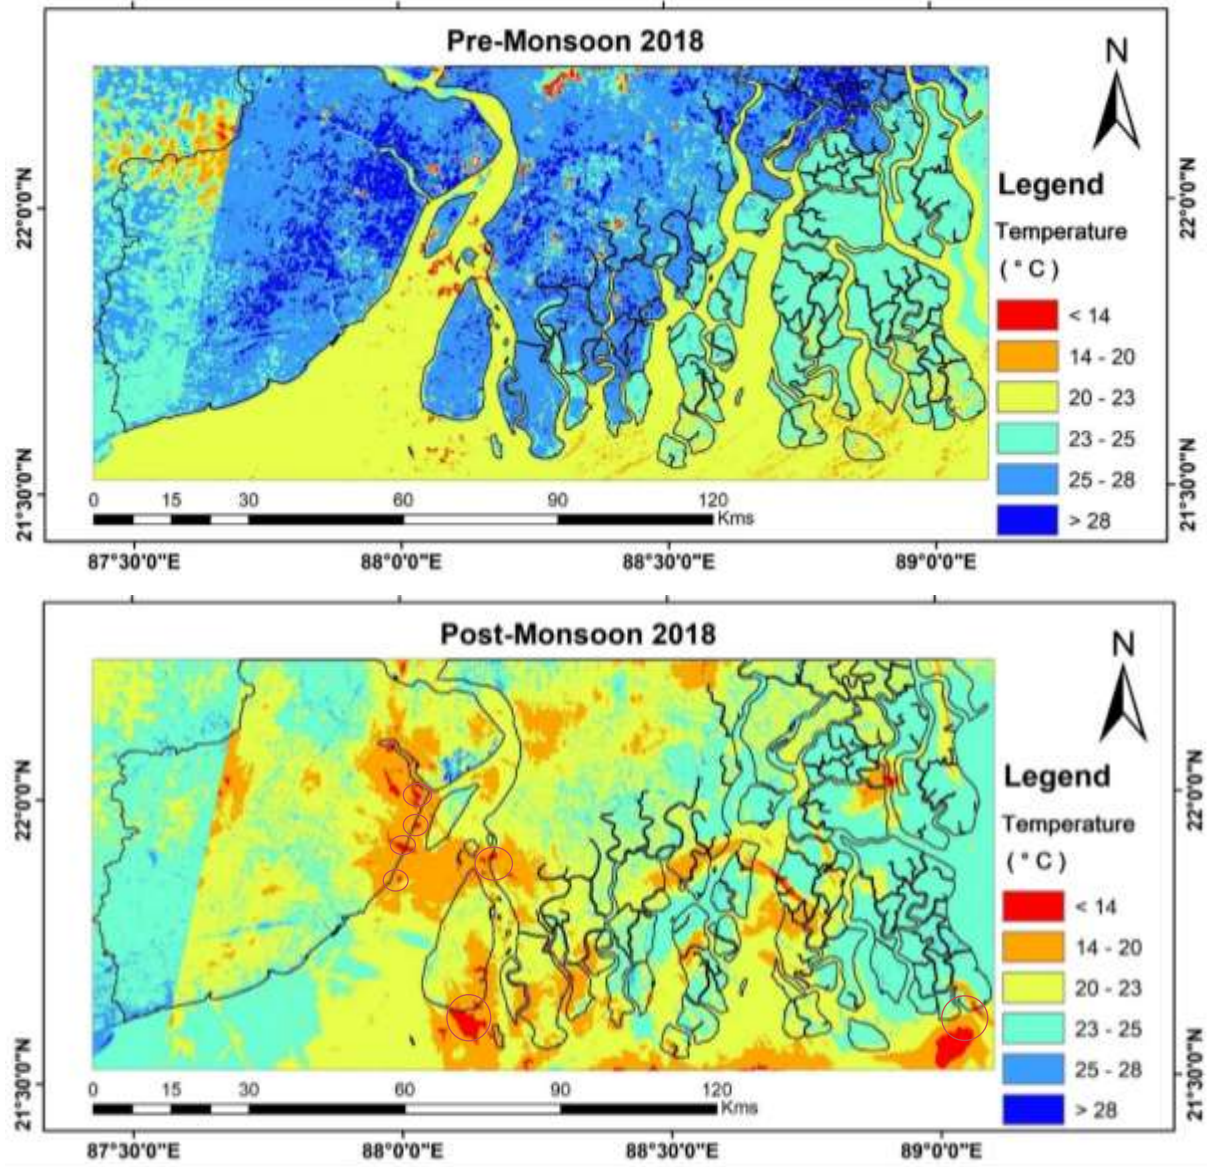 Pre-Monsoon 2018
N
Legend
Temperature
( ° C )
< 14
14 - 20
20 - 23
23 - 25
25 - 28
> 28
22°0'0"N
21°30'0"N
22°0'0"N
21°30'0"N
0 15 30 60 90 120
Kms
87°30'0"E 88°0'0"E 88°30'0"E 89°0'0"E
Post-Monsoon 2018
N
Legend
Temperature
( ° C )
< 14
14 - 20
20 - 23
23 - 25
25 - 28
> 28
22°0'0"N
21°30'0"N
22°0'0"N
21°30'0"N
0 15 30 60 90 120
Kms
87°30'0"E 88°0'0"E 88°30'0"E 89°0'0"E